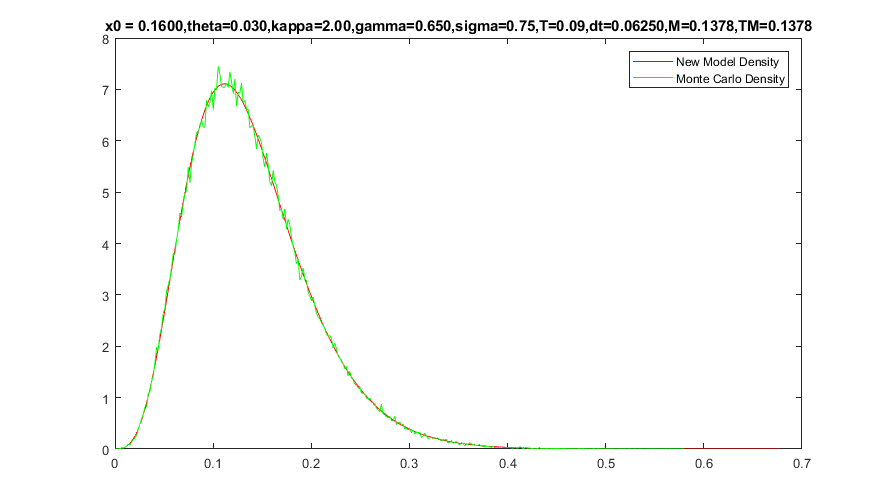 x0 = 0.1600,theta=0.030,kappa=2.00,gamma=0.650,sigma=0.75,T=0.09,dt=0.06250,M=0.1378,TM=0.1378
8
7
6
5
4
3
2
1
0
New Model Density
Monte Carlo Density
0 0.1 0.2 0.3 0.4 0.5 0.6 0.7